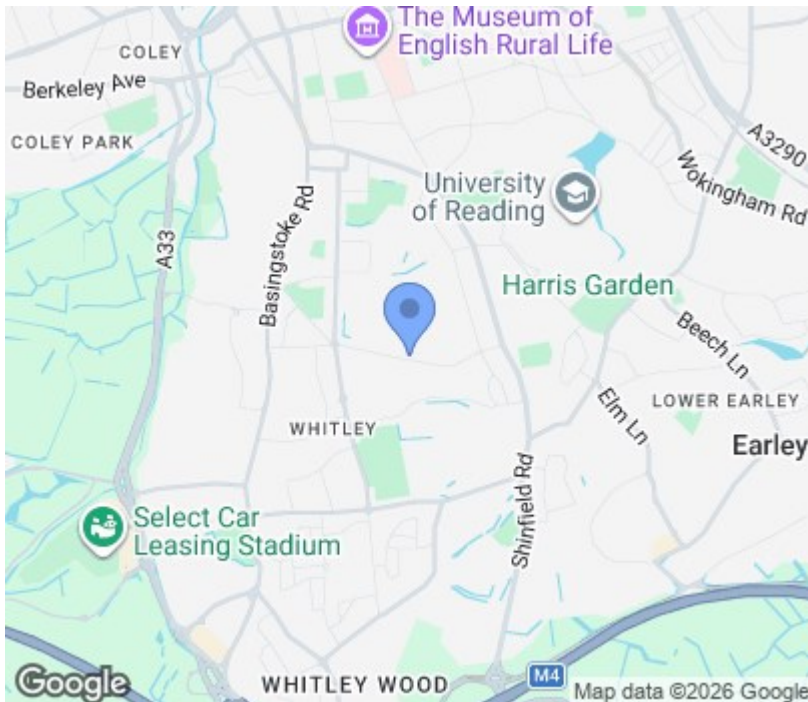 The Museum of
English Rural Life
COLEY
Berkeley Ave
COLEY PARK
A3290
Wokingham Rd
University
of Reading
Basingstoke Rd
A33
Harris Garden
Beech Ln
LOWER EARLEY
Elm Ln
WHITLEY
Earley
Shinfield Rd
Select Car
Leasing Stadium
M4
WHITLEY WOOD
Google
Map data ©2026 Google